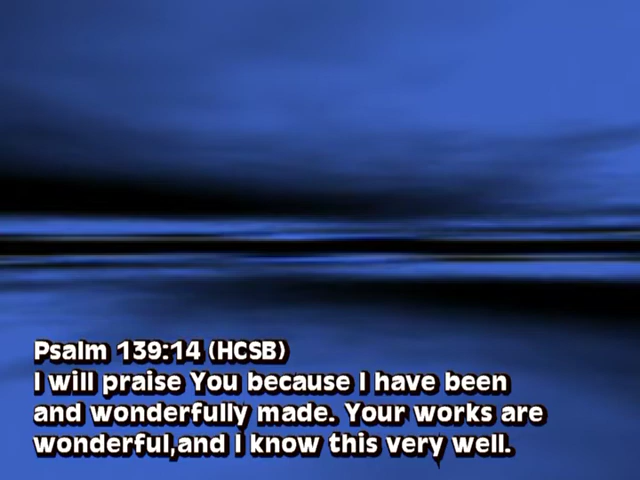 Psalm 139:14 (HCSB)
I will praise You because I have been
and wonderfully made. Your works are
wonderful,and I know this very well.